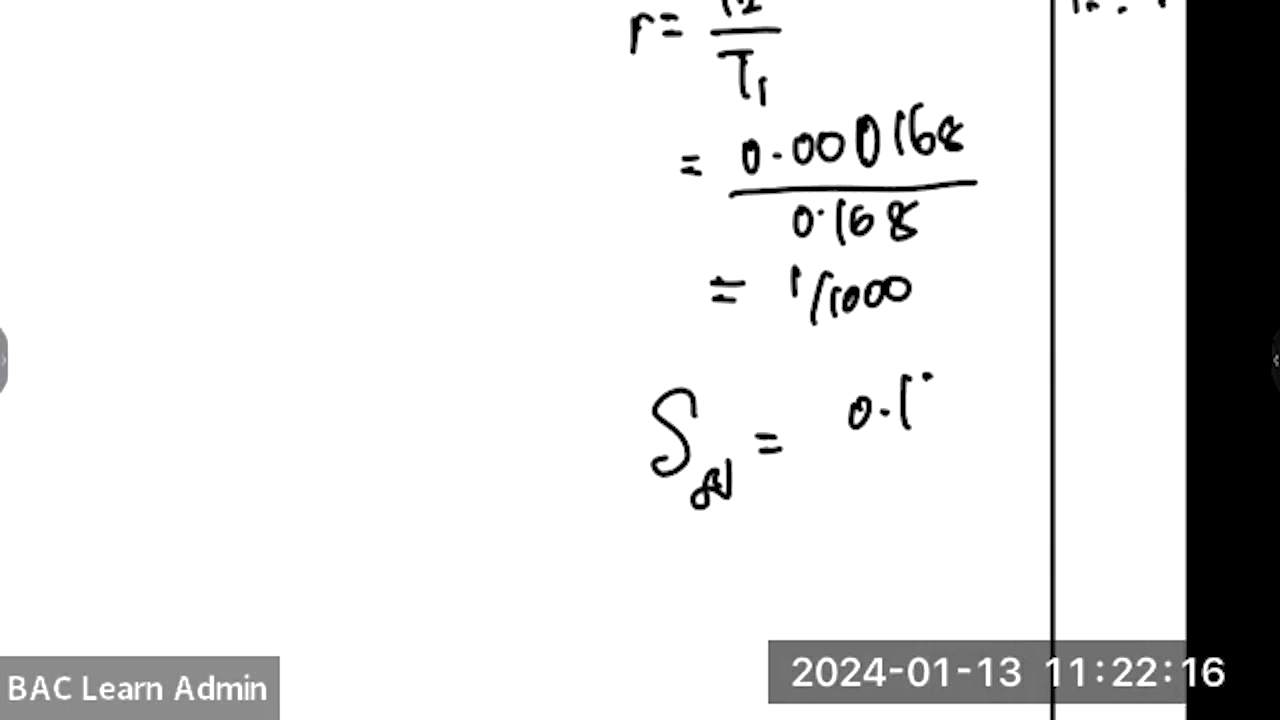 r = T2 / T1
= 0.000168 / 0.168
= 1/1000
S∞ = 0.1
BAC Learn Admin
2024-01-13 11:22:16